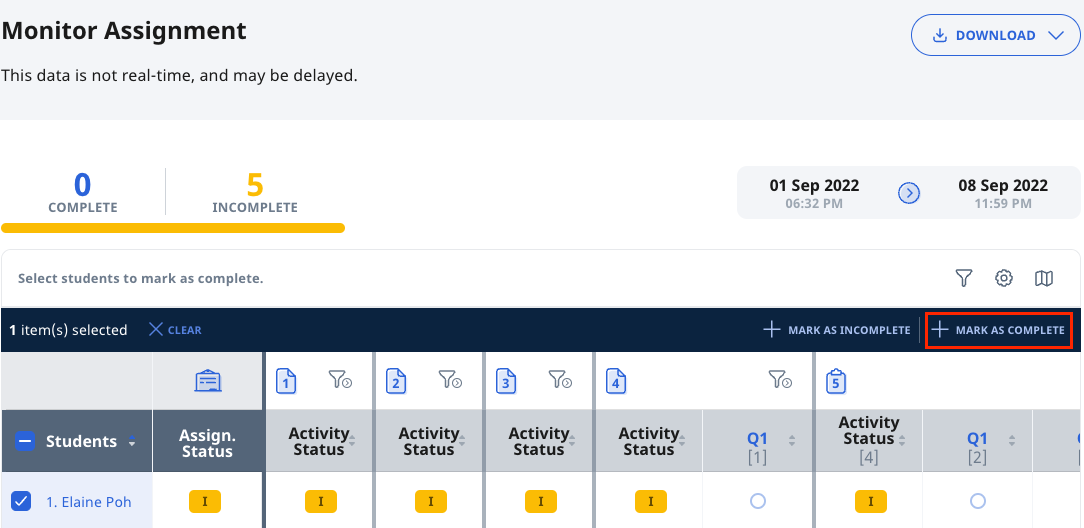 Monitor Assignment
DOWNLOAD
This data is not real-time, and may be delayed.
0
COMPLETE
5
INCOMPLETE
01 Sep 2022
06:32 PM
08 Sep 2022
11:59 PM
Select students to mark as complete.
1 item(s) selected
CLEAR
MARK AS INCOMPLETE
MARK AS COMPLETE
1
2
3
4
5
Students
Assign.
Status
Activity
Status
Activity
Status
Activity
Status
Activity
Status
Q1
[1]
Activity
Status
[4]
Q1
[2]
1. Elaine Poh
I
I
I
I
I
I